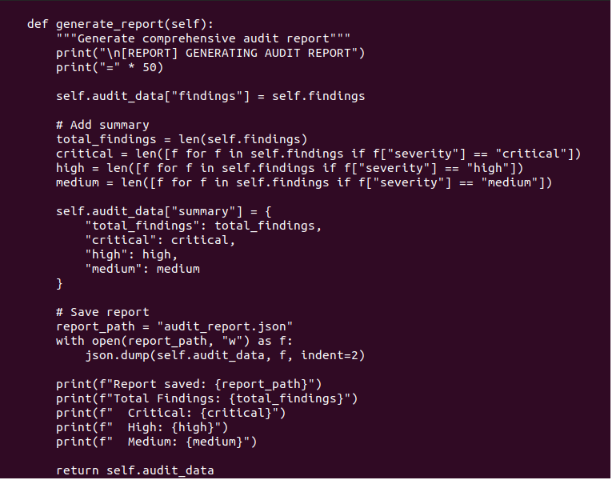 def generate_report(self):
    """Generate comprehensive audit report"""
    print("\n[REPORT] GENERATING AUDIT REPORT")
    print("=" * 50)

    self.audit_data["findings"] = self.findings

    # Add summary
    total_findings = len(self.findings)
    critical = len([f for f in self.findings if f["severity"] == "critical"])
    high = len([f for f in self.findings if f["severity"] == "high"])
    medium = len([f for f in self.findings if f["severity"] == "medium"])

    self.audit_data["summary"] = {
        "total_findings": total_findings,
        "critical": critical,
        "high": high,
        "medium": medium
    }

    # Save report
    report_path = "audit_report.json"
    with open(report_path, "w") as f:
        json.dump(self.audit_data, f, indent=2)

    print(f"Report saved: {report_path}")
    print(f"Total Findings: {total_findings}")
    print(f"  Critical: {critical}")
    print(f"  High: {high}")
    print(f"  Medium: {medium}")

    return self.audit_data